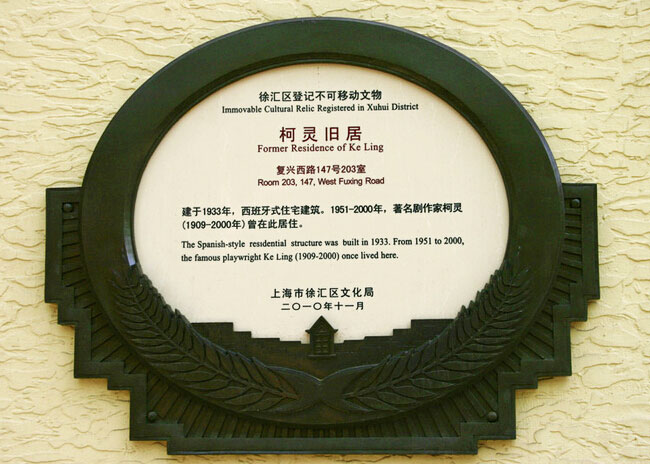 徐汇区登记不可移动文物
Immovable Cultural Relic Registered in Xuhui District
柯灵旧居
Former Residence of Ke Ling
复兴西路147号203室
Room 203, 147, West Fuxing Road
建于1933年，西班牙式住宅建筑。1951-2000年，著名剧作家柯灵
(1909-2000年)曾在此居住。
The Spanish-style residential structure was built in 1933. From 1951 to 2000,
the famous playwright Ke Ling (1909-2000) once lived here.
上海市徐汇区文化局
二〇一〇年十一月